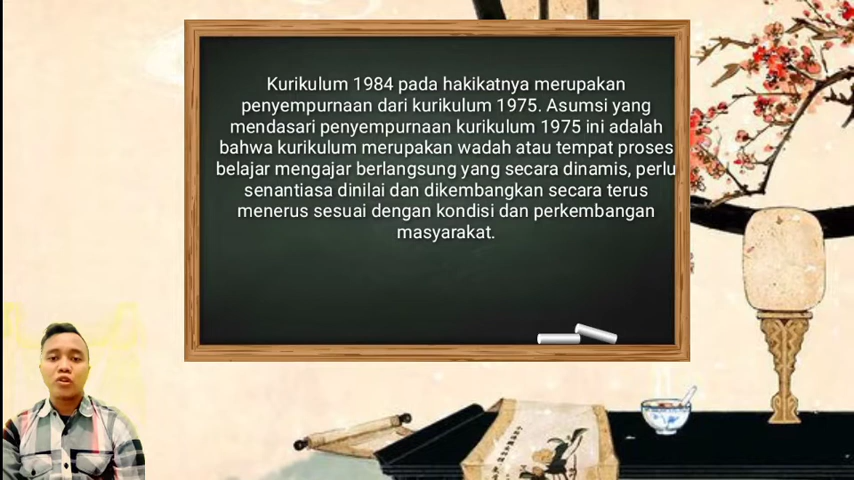 Kurikulum 1984 pada hakikatnya merupakan
penyempurnaan dari kurikulum 1975. Asumsi yang
mendasari penyempurnaan kurikulum 1975 ini adalah
bahwa kurikulum merupakan wadah atau tempat proses
belajar mengajar berlangsung yang secara dinamis, perlu
senantiasa dinilai dan dikembangkan secara terus
menerus sesuai dengan kondisi dan perkembangan
masyarakat.